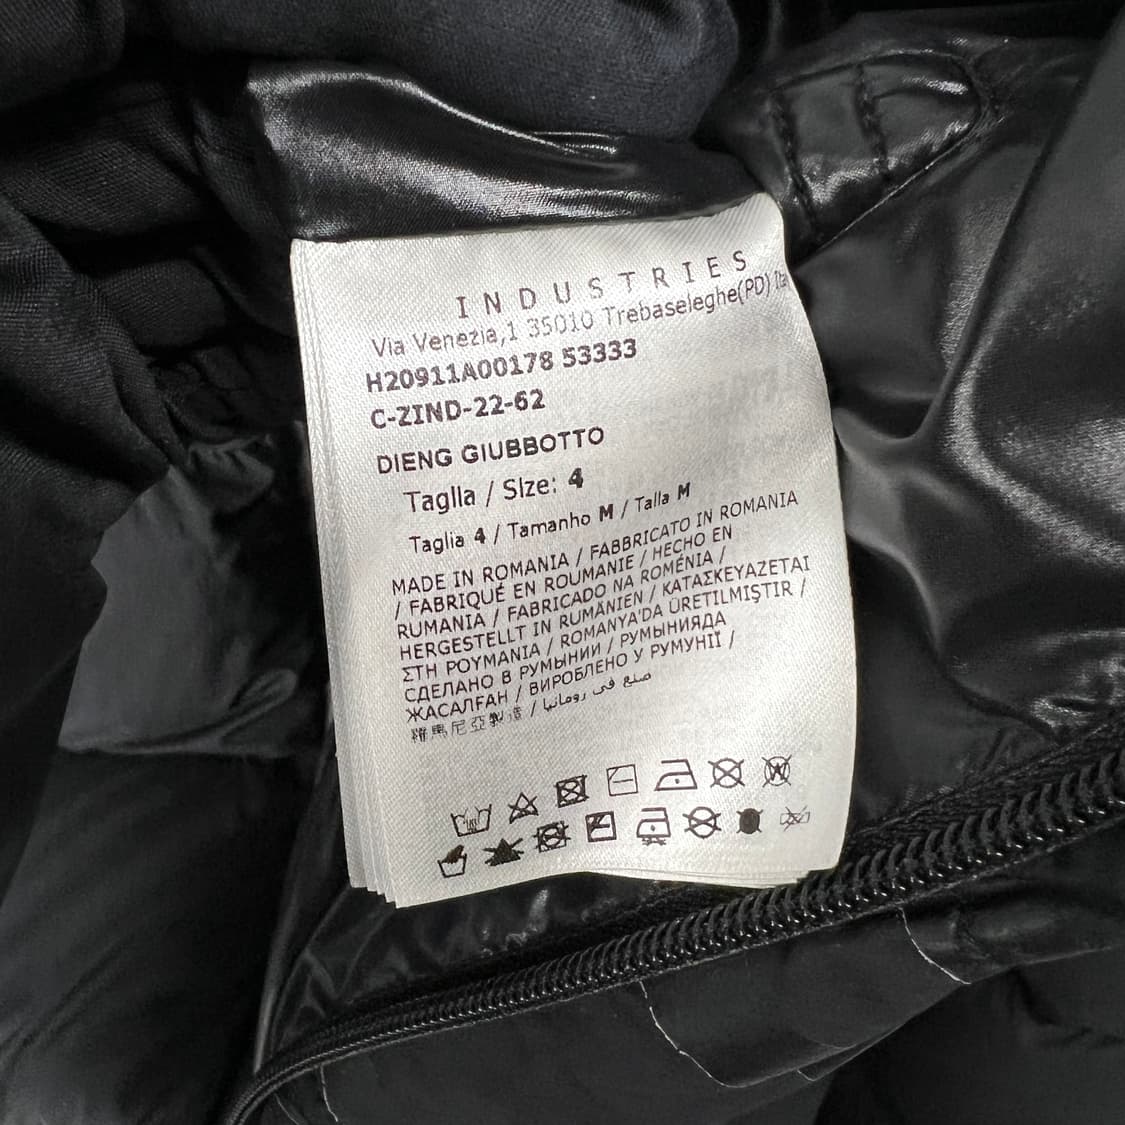 INDUSTRIES
Via Venezia,1 35010 Trebaseleghe(PD)
H20911A00178 53333
C-ZIND-22-62
DIENG GIUBBOTTO
Taglia / Size: 4
Taglia 4 / Tamanho M / Talla M
MADE IN ROMANIA / FABBRICATO IN ROMANIA
/ FABRIQUÉ EN ROUMANIE / HECHO EN
RUMANIA / FABRICADO NA ROMÉNIA /
HERGESTELLT IN RUMÄNIEN / ΚΑΤΑΣΚΕΥΑΖΕΤΑΙ
ΣΤΗ ΡΟΥΜΑΝΙΑ / ROMANYA'DA ÜRETILMIŞTIR /
СДЕЛАНО В РУМЫНИИ / РУМЫНИЯДА
ЖАСАЛҒАН / ВИРОБЛЕНО У РУМУНІЇ /
羅馬尼亞製造 / صنع في رومانيا